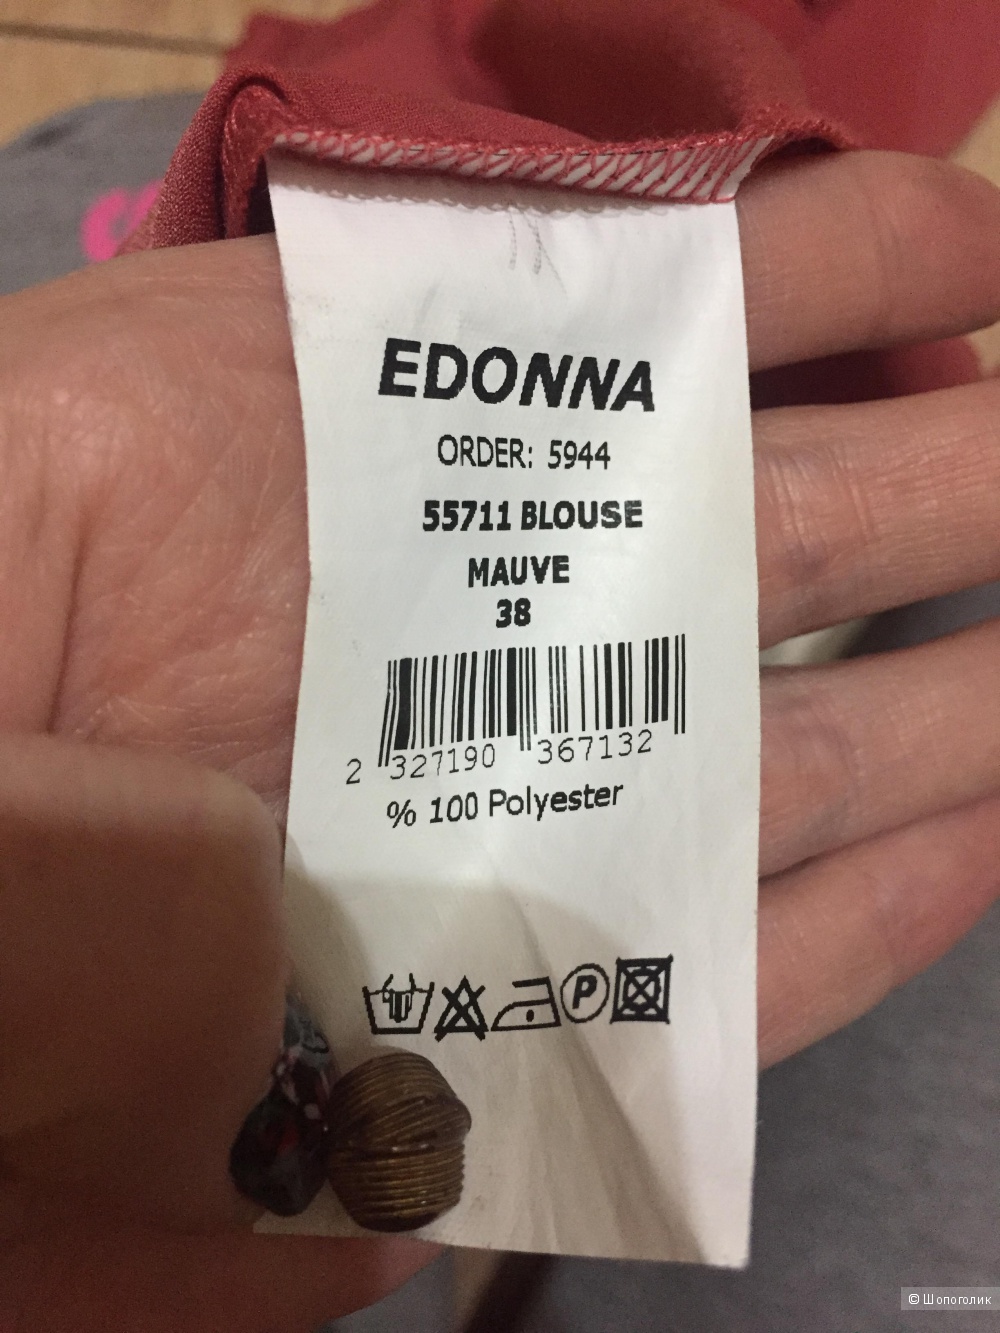 EDONNA
ORDER: 5944
55711 BLOUSE
MAUVE
38
2 327190 367132
% 100 Polyester
P
© Шопоголик